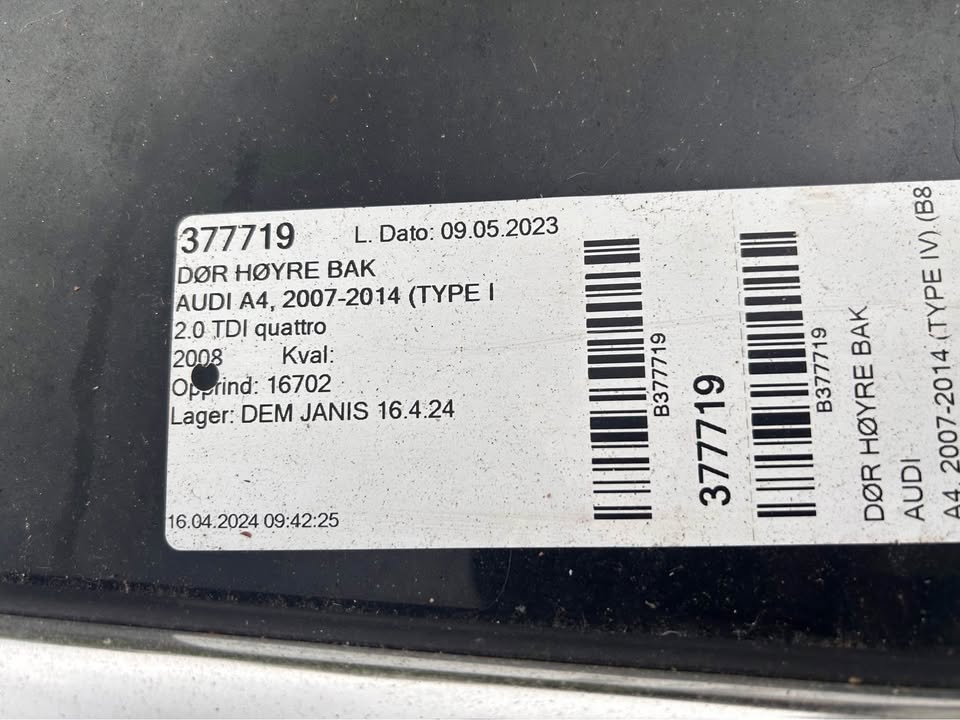 377719 L. Dato: 09.05.2023
DØR HØYRE BAK
AUDI A4, 2007-2014 (TYPE I
2.0 TDI quattro
2008 Kval:
Opprind: 16702
Lager: DEM JANIS 16.4.24
16.04.2024 09:42:25
B377719
377719
B377719
DØR HØYRE BAK
AUDI
A4, 2007-2014 (TYPE IV) (B8